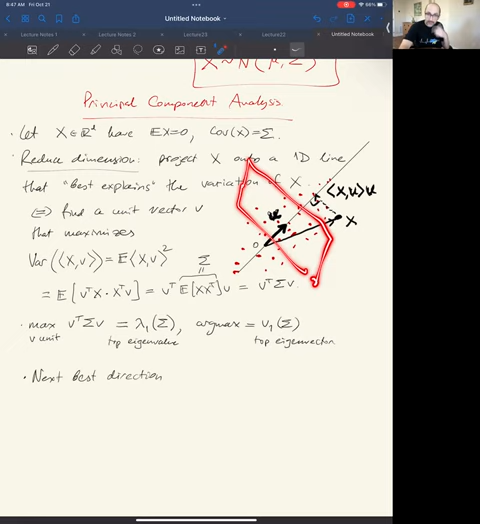 8:47 AM Fri Oct 21
66%
Untitled Notebook
Lecture Notes 1
Lecture Notes 2
Lecture23
Lecture22
Untitled Notebook
X ~ N(μ, Σ)
Principal Component Analysis
• Let X ∈ ℝᵈ have EX=0, Cov(X)=Σ.
• Reduce dimension: project X onto a 1D line
that "best explains" the variation of X...
⟨X,u⟩u
(≡) find a unit vector v
u
X
that maximizes
0
Var(⟨X,v⟩) = E⟨X,v⟩²
Σ
||
= E[vᵀX·Xᵀv] = vᵀ E[XXᵀ]v = vᵀΣv.
• max vᵀΣv = λ₁(Σ), argmax = v₁(Σ)
v unit top eigenvalue top eigenvector
• Next best direction